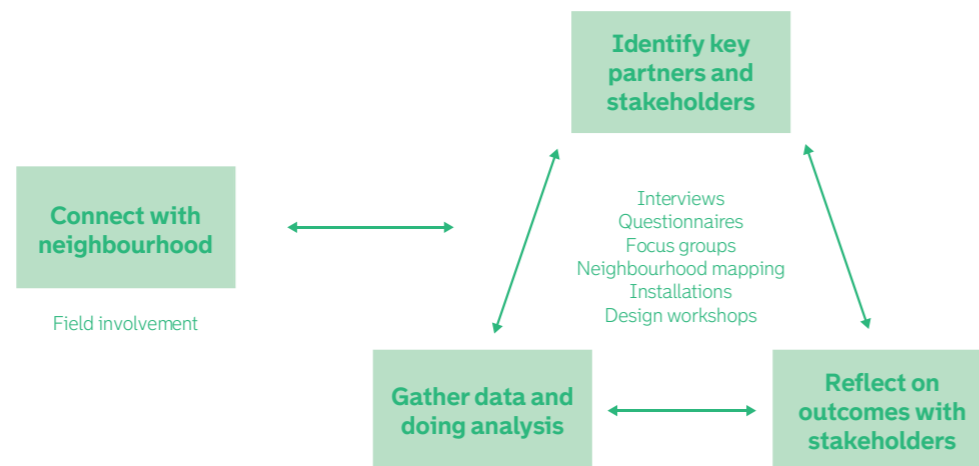 Identify key
partners and
stakeholders
Connect with
neighbourhood
Field involvement
Interviews
Questionnaires
Focus groups
Neighbourhood mapping
Installations
Design workshops
Gather data and
doing analysis
Reflect on
outcomes with
stakeholders